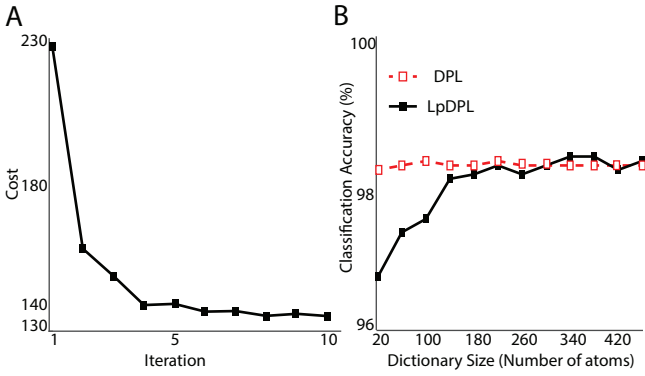 A
230
180
140
130
Cost
1
5
10
Iteration
B
100
98
96
Classification Accuracy (%)
DPL
LpDPL
20
100
180
260
340
420
Dictionary Size (Number of atoms)